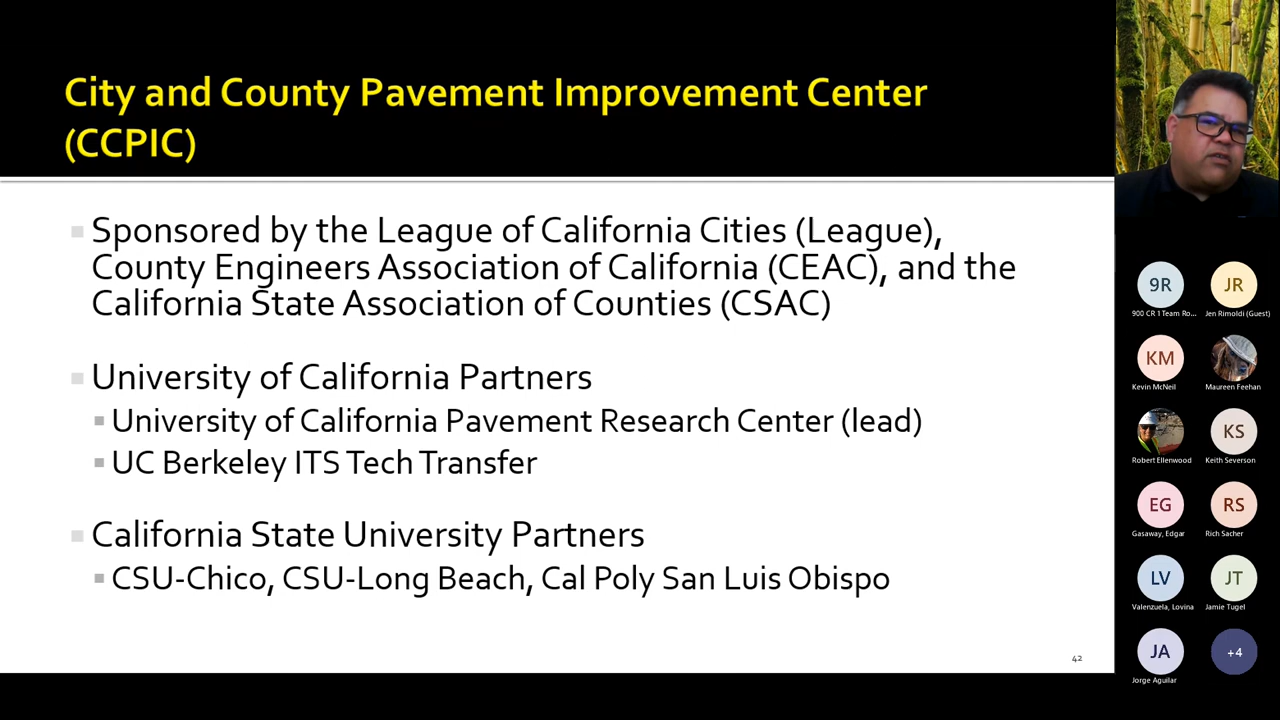 City and County Pavement Improvement Center
(CCPIC)
Sponsored by the League of California Cities (League),
County Engineers Association of California (CEAC), and the
California State Association of Counties (CSAC)
University of California Partners
University of California Pavement Research Center (lead)
UC Berkeley ITS Tech Transfer
California State University Partners
CSU-Chico, CSU-Long Beach, Cal Poly San Luis Obispo
42
9R
900 CR 1 Team Ro...
JR
Jen Rimoldi (Guest)
KM
Kevin McNeil
Maureen Feehan
Robert Ellenwood
KS
Keith Severson
EG
Gasaway, Edgar
RS
Rich Sacher
LV
Valenzuela, Lovina
JT
Jamie Tugel
JA
Jorge Aguilar
+4